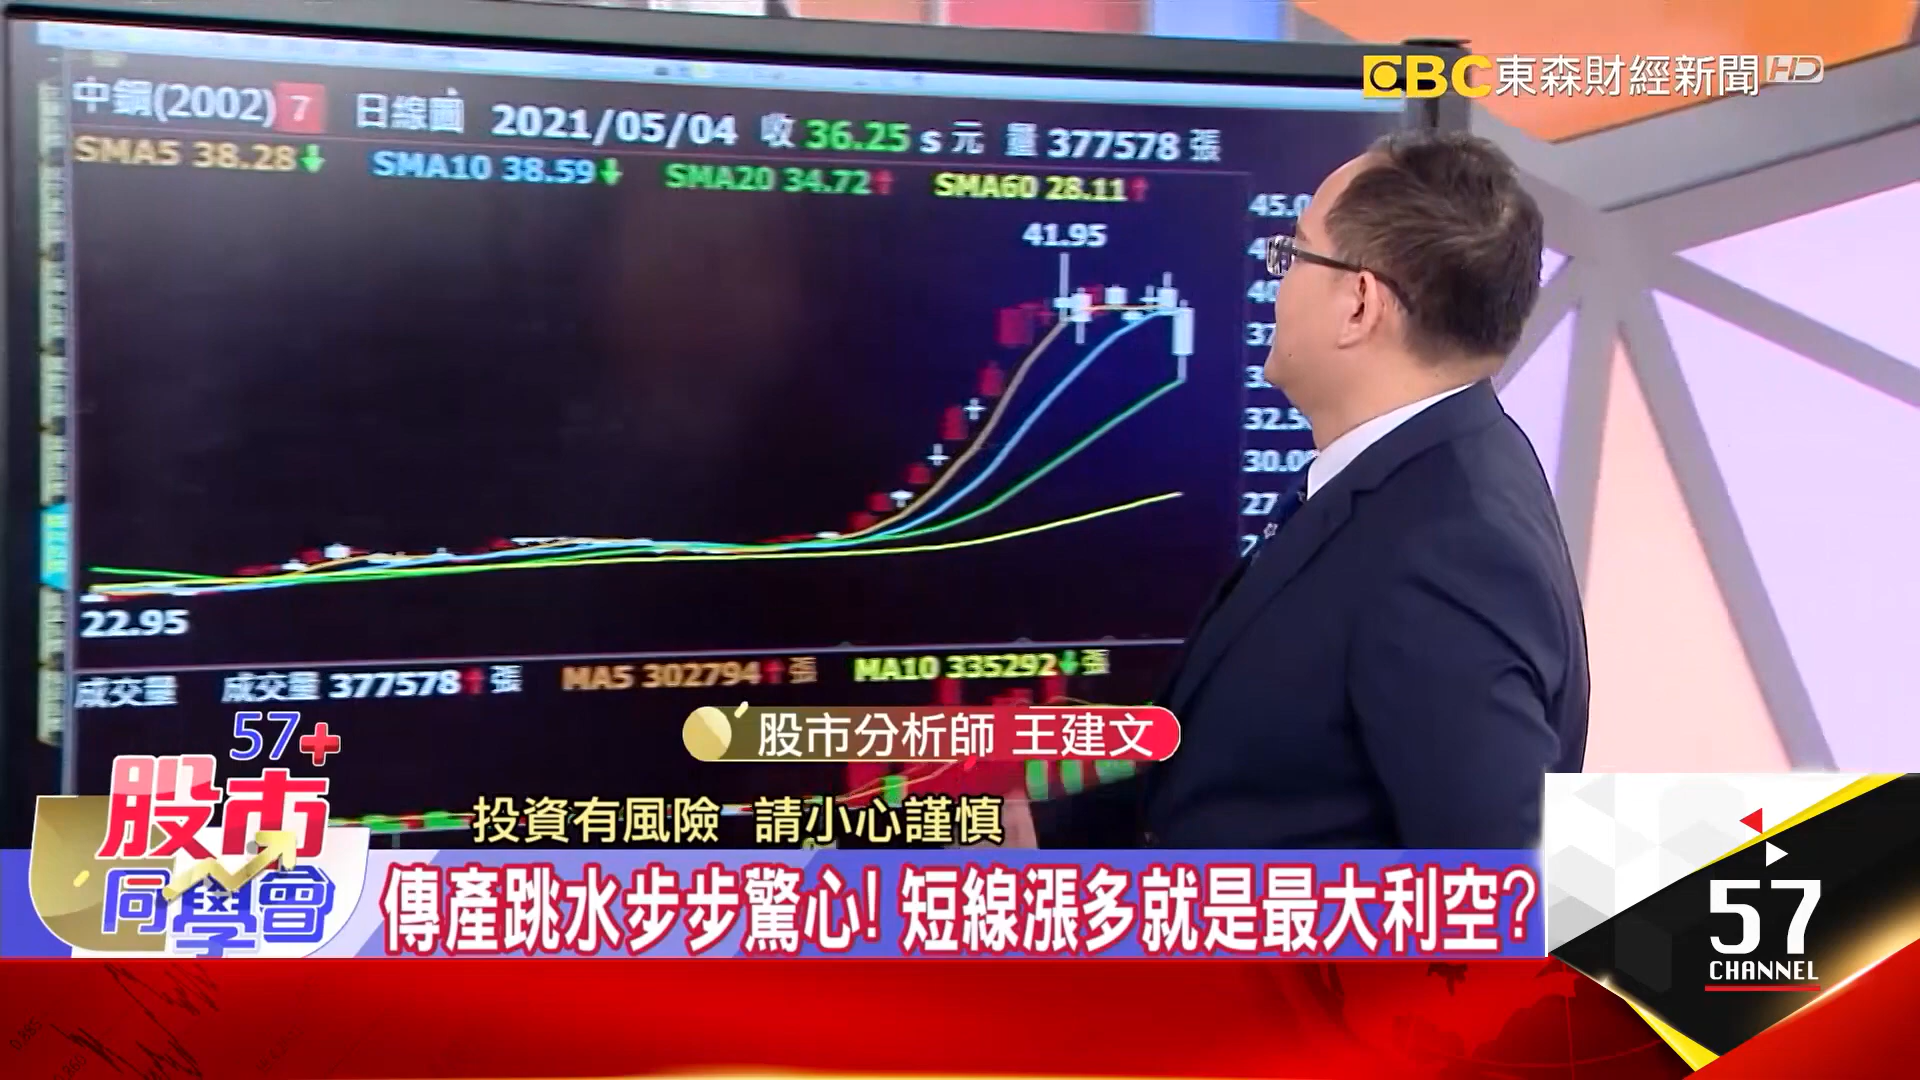 EBC東森財經新聞HD
中鋼(2002) 7 日線圖 2021/05/04 收 36.25 s 元 量 377578 張
SMA5 38.28↓ SMA10 38.59↓ SMA20 34.72↑ SMA60 28.11↑
41.95
32.5
30.0
22.95
成交量 成交量 377578↑張 MA5 302794↑張 MA10 335292↓張
股市分析師 王建文
投資有風險 請小心謹慎
57+
股市
同學會
傳產跳水步步驚心!短線漲多就是最大利空?
57
CHANNEL